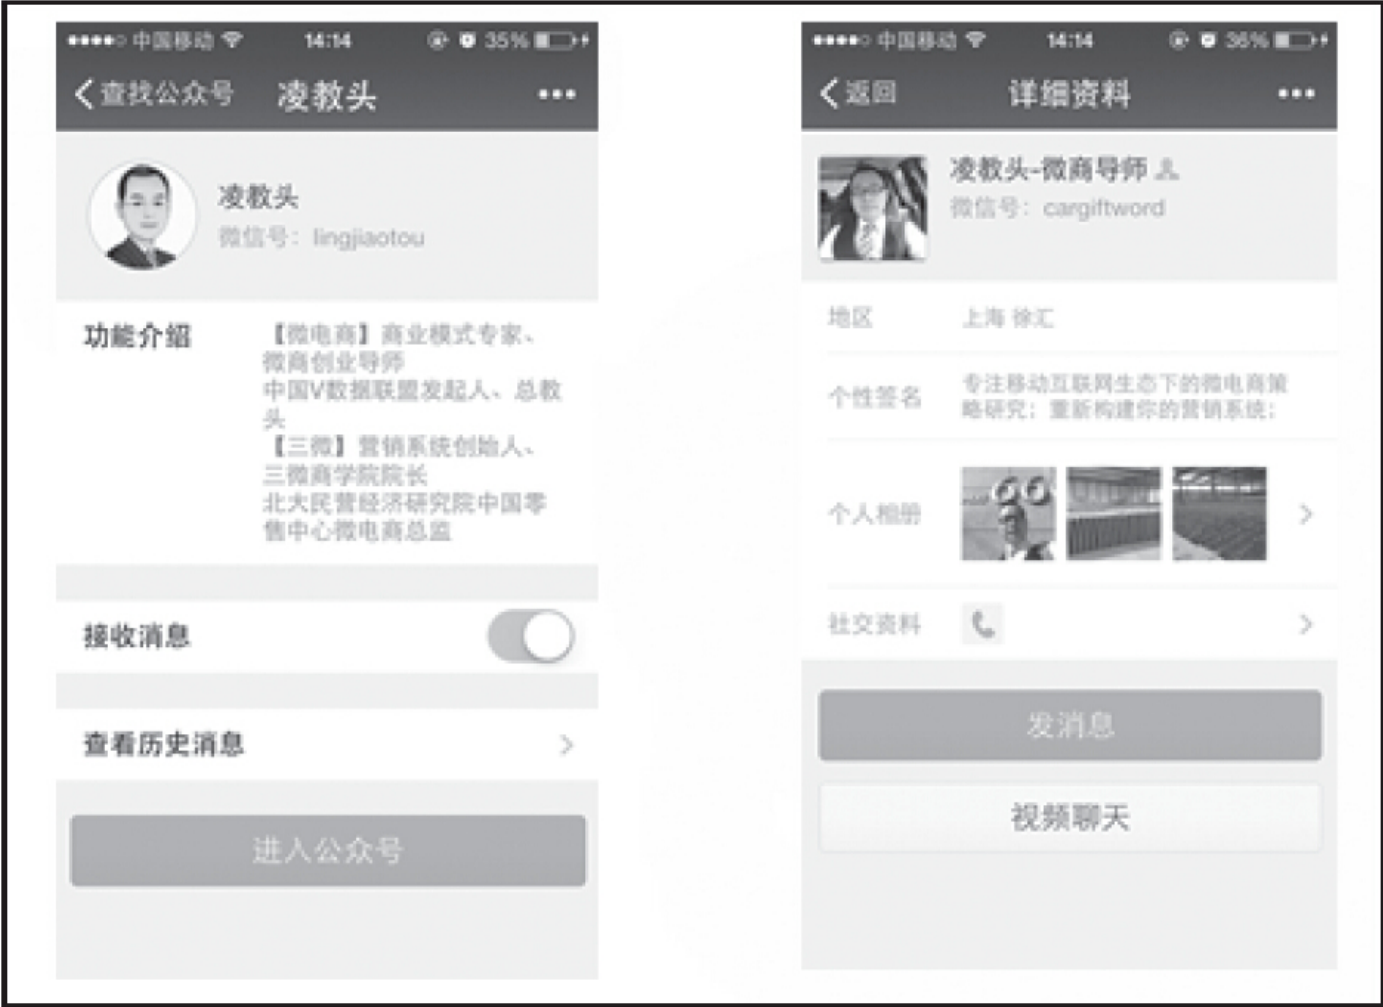 中国移动 14:14 35%
查找公众号 凌教头
凌教头
微信号：lingjiaotou
功能介绍
【微电商】商业模式专家、
微商创业导师
中国V数据联盟发起人、总教
头
【三微】营销系统创始人、
三微商学院院长
北大民营经济研究院中国零
售中心微电商总监
接收消息
查看历史消息
进入公众号
中国移动 14:14 36%
返回 详细资料
凌教头-微商导师
微信号：cargiftword
地区 上海 徐汇
个性签名
专注移动互联网生态下的微电商策
略研究；重新构建你的营销系统；
个人相册
社交资料
发消息
视频聊天